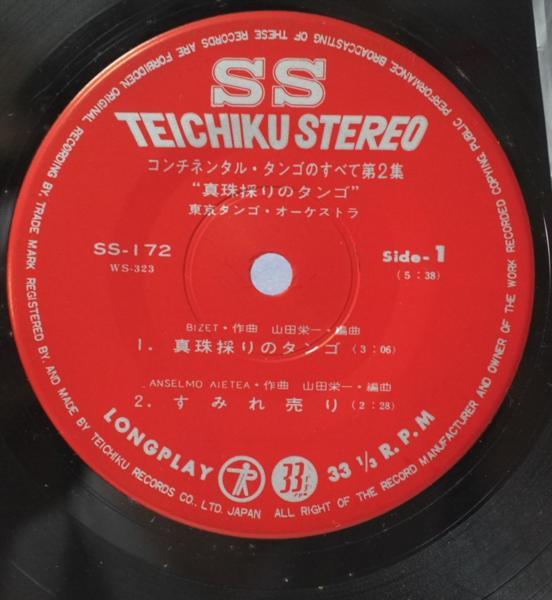 SS
TEICHIKU STEREO
コンチネンタル・タンゴのすべて第2集
“真珠採りのタンゴ”
東京タンゴ・オーケストラ
SS-172
WS-323
Side-1
(5:38)
BIZET・作曲 山田栄一・編曲
1. 真珠採りのタンゴ (3:06)
ANSELMO AIETEA・作曲 山田栄一・編曲
2. すみれ売り (2:28)
LONGPLAY
33
33 1/3 R.P.M
TRADE MARK REGISTERED BY, AND MADE BY TEICHIKU RECORDS CO., LTD. JAPAN ALL RIGHT OF THE RECORD MANUFACTURER AND OWNER OF THE WORK RECORDED COPYING PUBLIC PERFORMANCE, BROADCASTING OF THESE RECORDS ARE FORBIDDEN. ORIGINAL RECORDING BY.